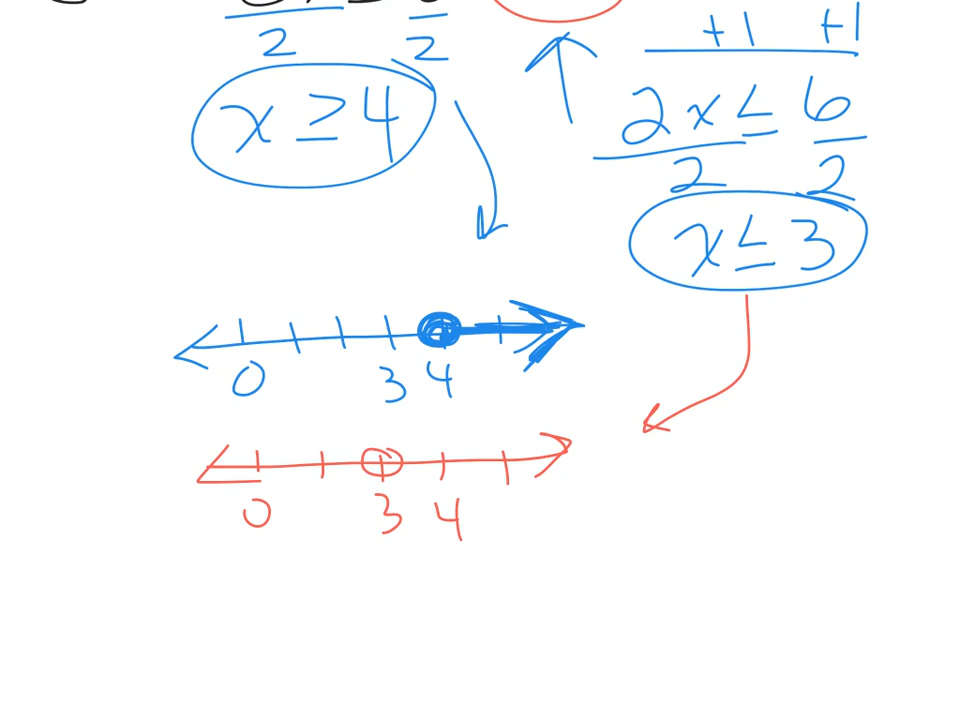 2 2
x ≥ 4
+1 +1
2x ≤ 6
2 2
x ≤ 3
0 3 4
0 3 4